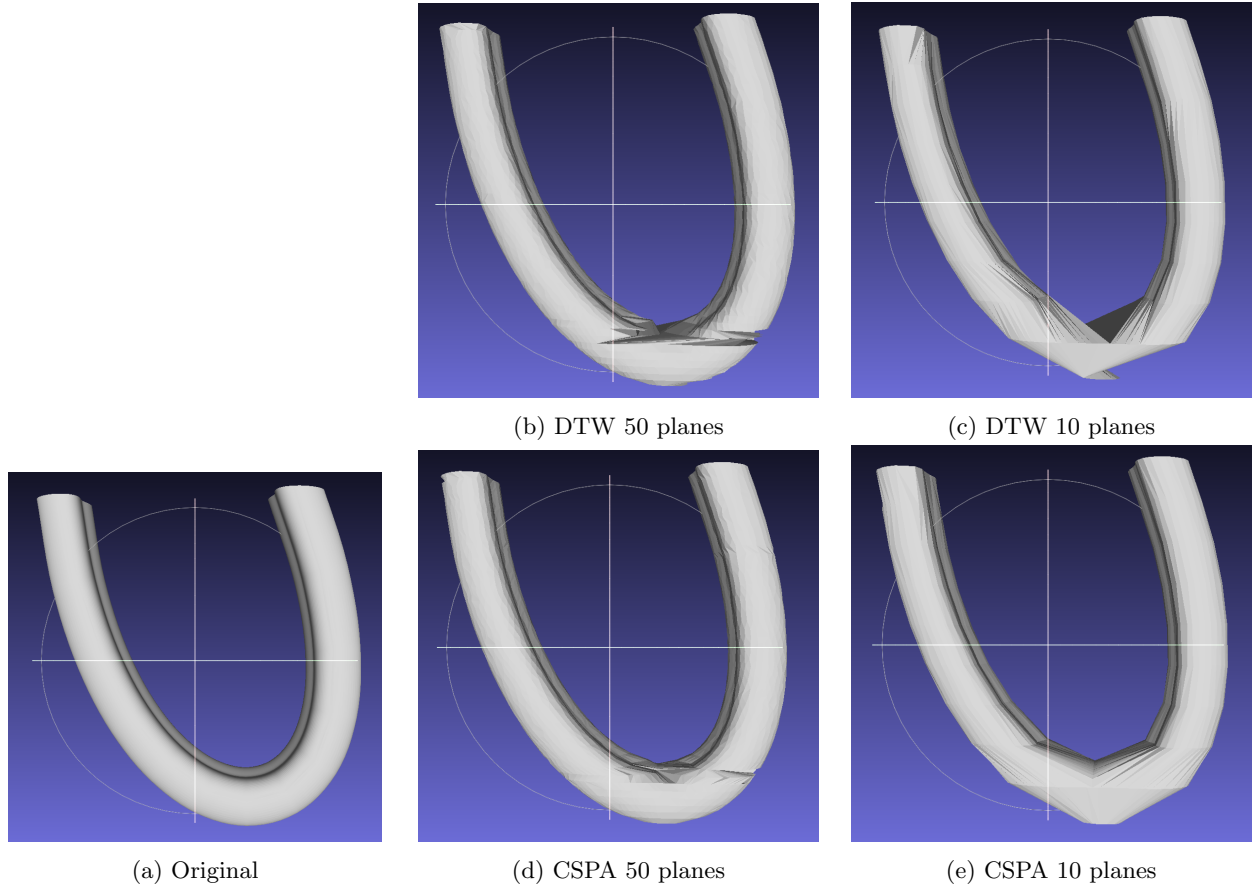 (b) DTW 50 planes
(c) DTW 10 planes
(a) Original
(d) CSPA 50 planes
(e) CSPA 10 planes